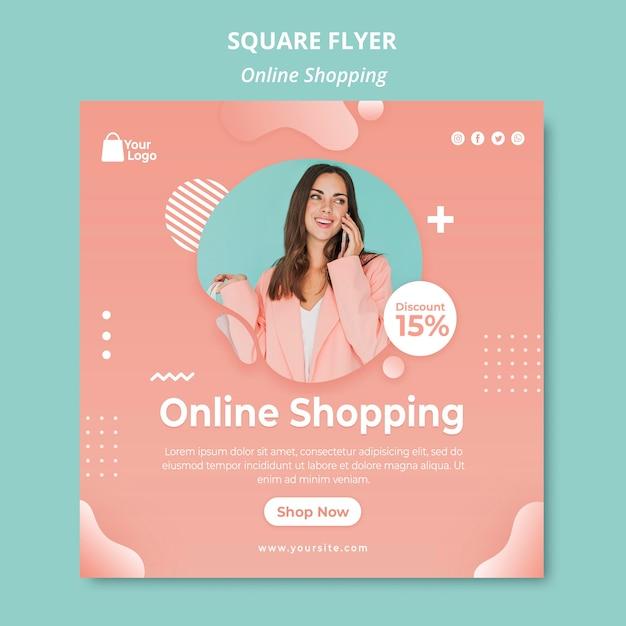 SQUARE FLYER
Online Shopping
Your
Logo
Discount
15%
Online Shopping
Lorem ipsum dolor sit amet, consectetur adipiscing elit, sed do
eiusmod tempor incididunt ut labore et dolore magna aliqua. Ut
enim ad minim veniam.
Shop Now
www.yoursite.com